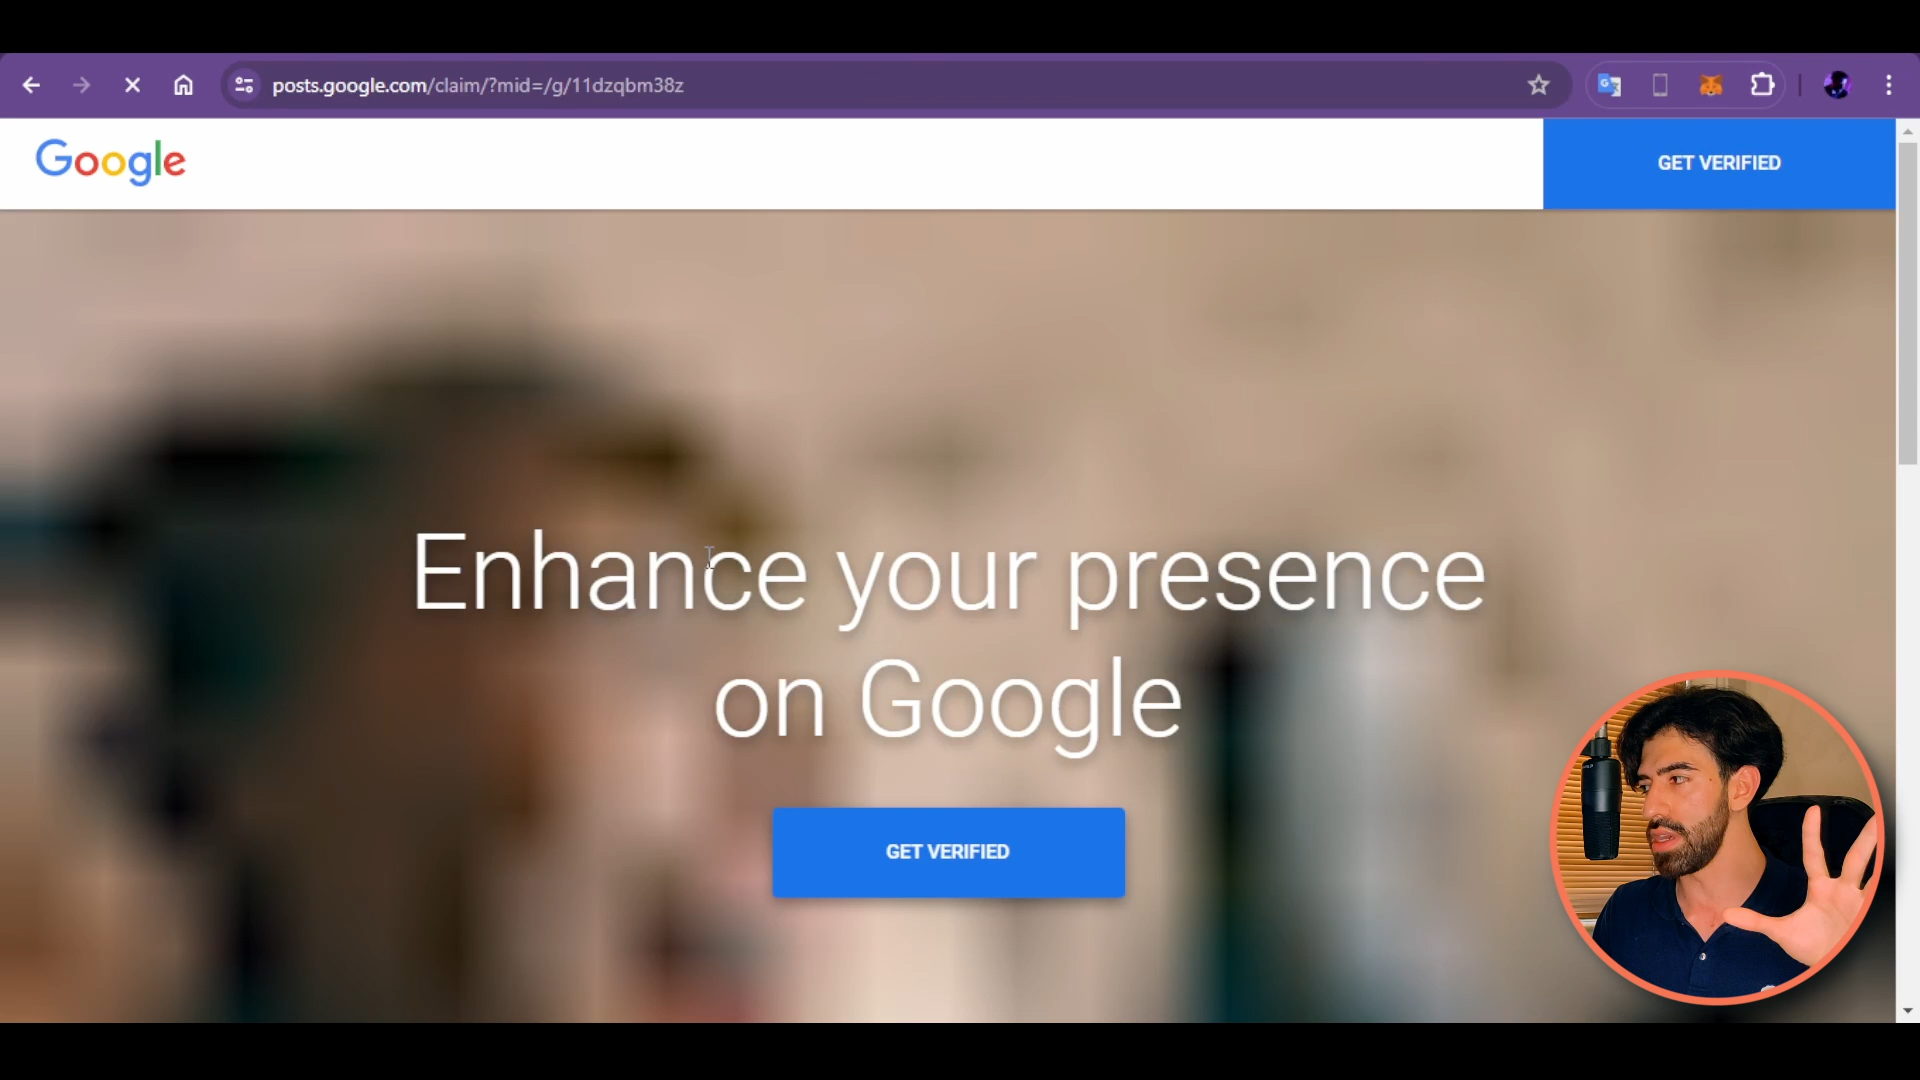 posts.google.com/claim/?mid=/g/11dzqbm38z
Google
GET VERIFIED
Enhance your presence
on Google
GET VERIFIED